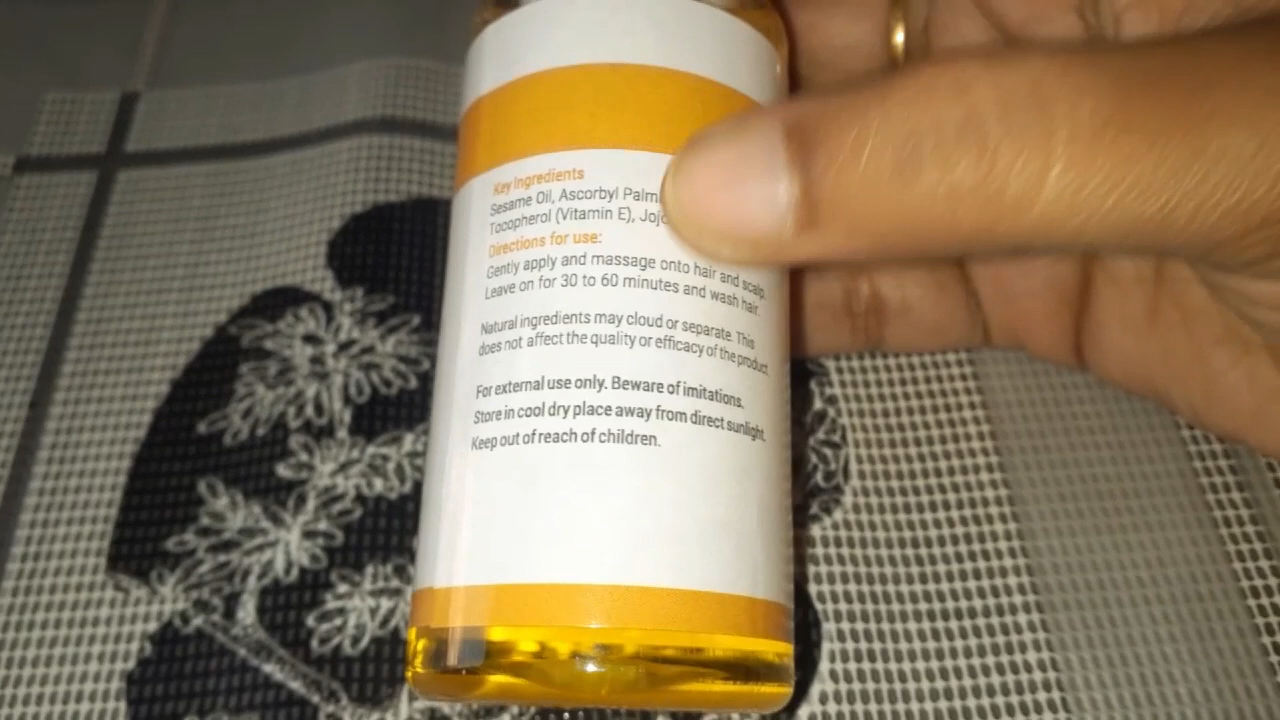 Key Ingredients
Sesame Oil, Ascorbyl
Tocopherol (Vitamin E),
Directions for use:
Gently apply and massage onto hair and scalp.
Leave on for 30 to 60 minutes and wash hair.
Natural ingredients may cloud or separate. This
does not affect the quality or efficacy of the product.
For external use only. Beware of imitations.
Store in cool dry place away from direct sunlight.
Keep out of reach of children.